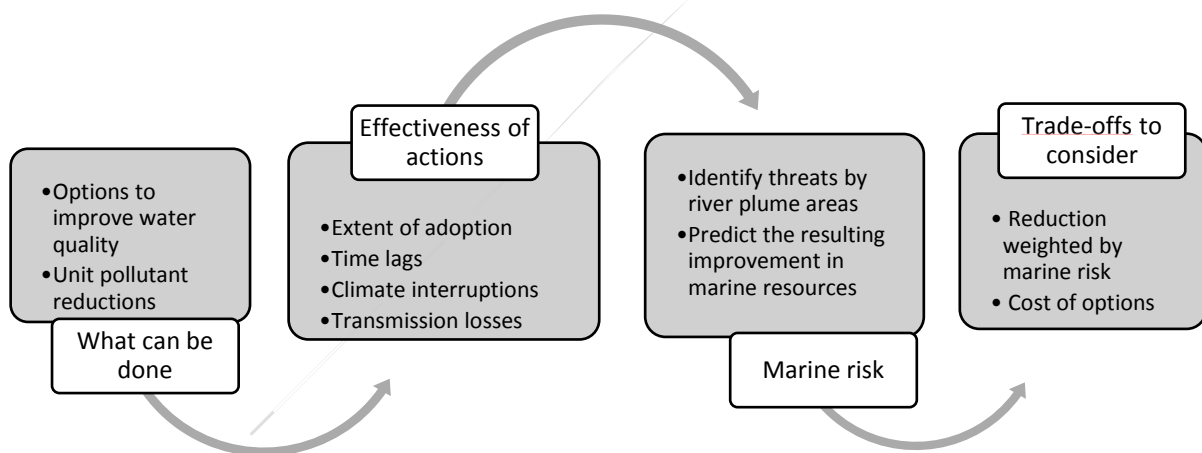 •Options to
improve water
quality
•Unit pollutant
reductions
What can be
done
Effectiveness of
actions
•Extent of adoption
•Time lags
•Climate interruptions
•Transmission losses
•Identify threats by
river plume areas
•Predict the resulting
improvement in
marine resources
Marine risk
Trade-offs to
consider
• Reduction
weighted by
marine risk
• Cost of options